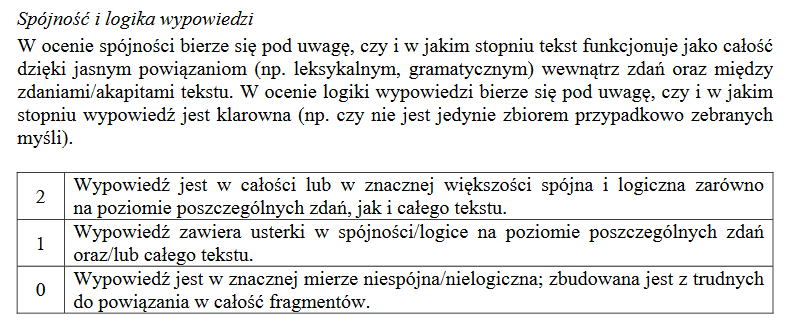 Spójność i logika wypowiedzi
W ocenie spójności bierze się pod uwagę, czy i w jakim stopniu tekst funkcjonuje jako całość
dzięki jasnym powiązaniom (np. leksykalnym, gramatycznym) wewnątrz zdań oraz między
zdaniami/akapitami tekstu. W ocenie logiki wypowiedzi bierze się pod uwagę, czy i w jakim
stopniu wypowiedź jest klarowna (np. czy nie jest jedynie zbiorem przypadkowo zebranych
myśli).
2 Wypowiedź jest w całości lub w znacznej większości spójna i logiczna zarówno
na poziomie poszczególnych zdań, jak i całego tekstu.
1 Wypowiedź zawiera usterki w spójności/logice na poziomie poszczególnych zdań
oraz/lub całego tekstu.
0 Wypowiedź jest w znacznej mierze niespójna/nielogiczna; zbudowana jest z trudnych
do powiązania w całość fragmentów.